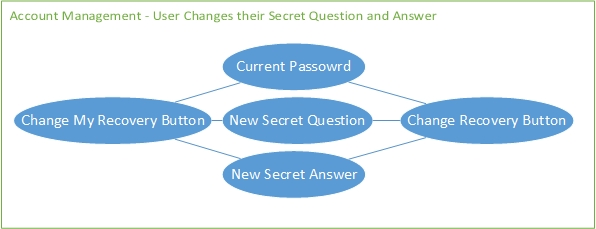 Account Management - User Changes their Secret Question and Answer
Current Passowrd
Change My Recovery Button
New Secret Question
Change Recovery Button
New Secret Answer